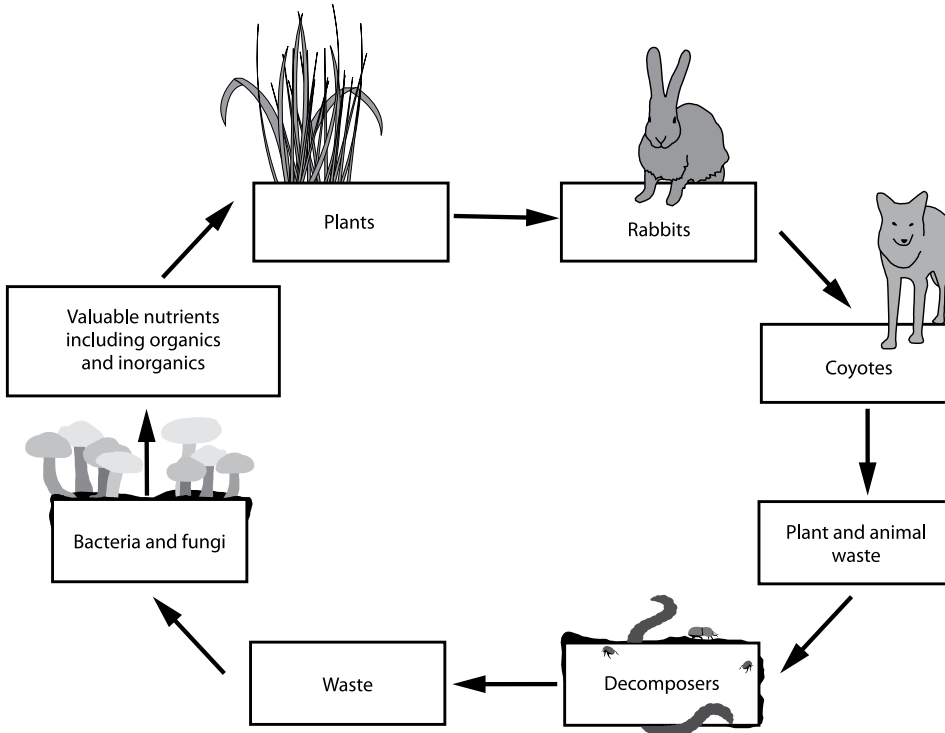 Plants
Rabbits
Coyotes
Plant and animal
waste
Decomposers
Waste
Bacteria and fungi
Valuable nutrients
including organics
and inorganics